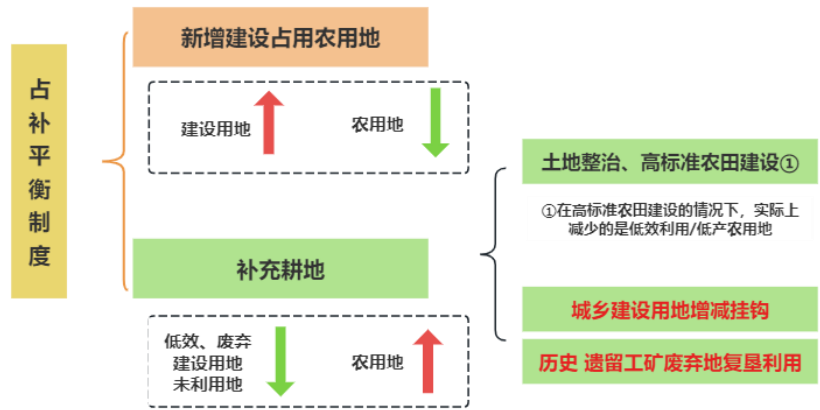 占补平衡制度
新增建设占用农用地
建设用地
农用地
补充耕地
低效、废弃
建设用地
未利用地
农用地
土地整治、高标准农田建设①
①在高标准农田建设的情况下，实际上
减少的是低效利用/低产农用地
城乡建设用地增减挂钩
历史 遗留工矿废弃地复垦利用